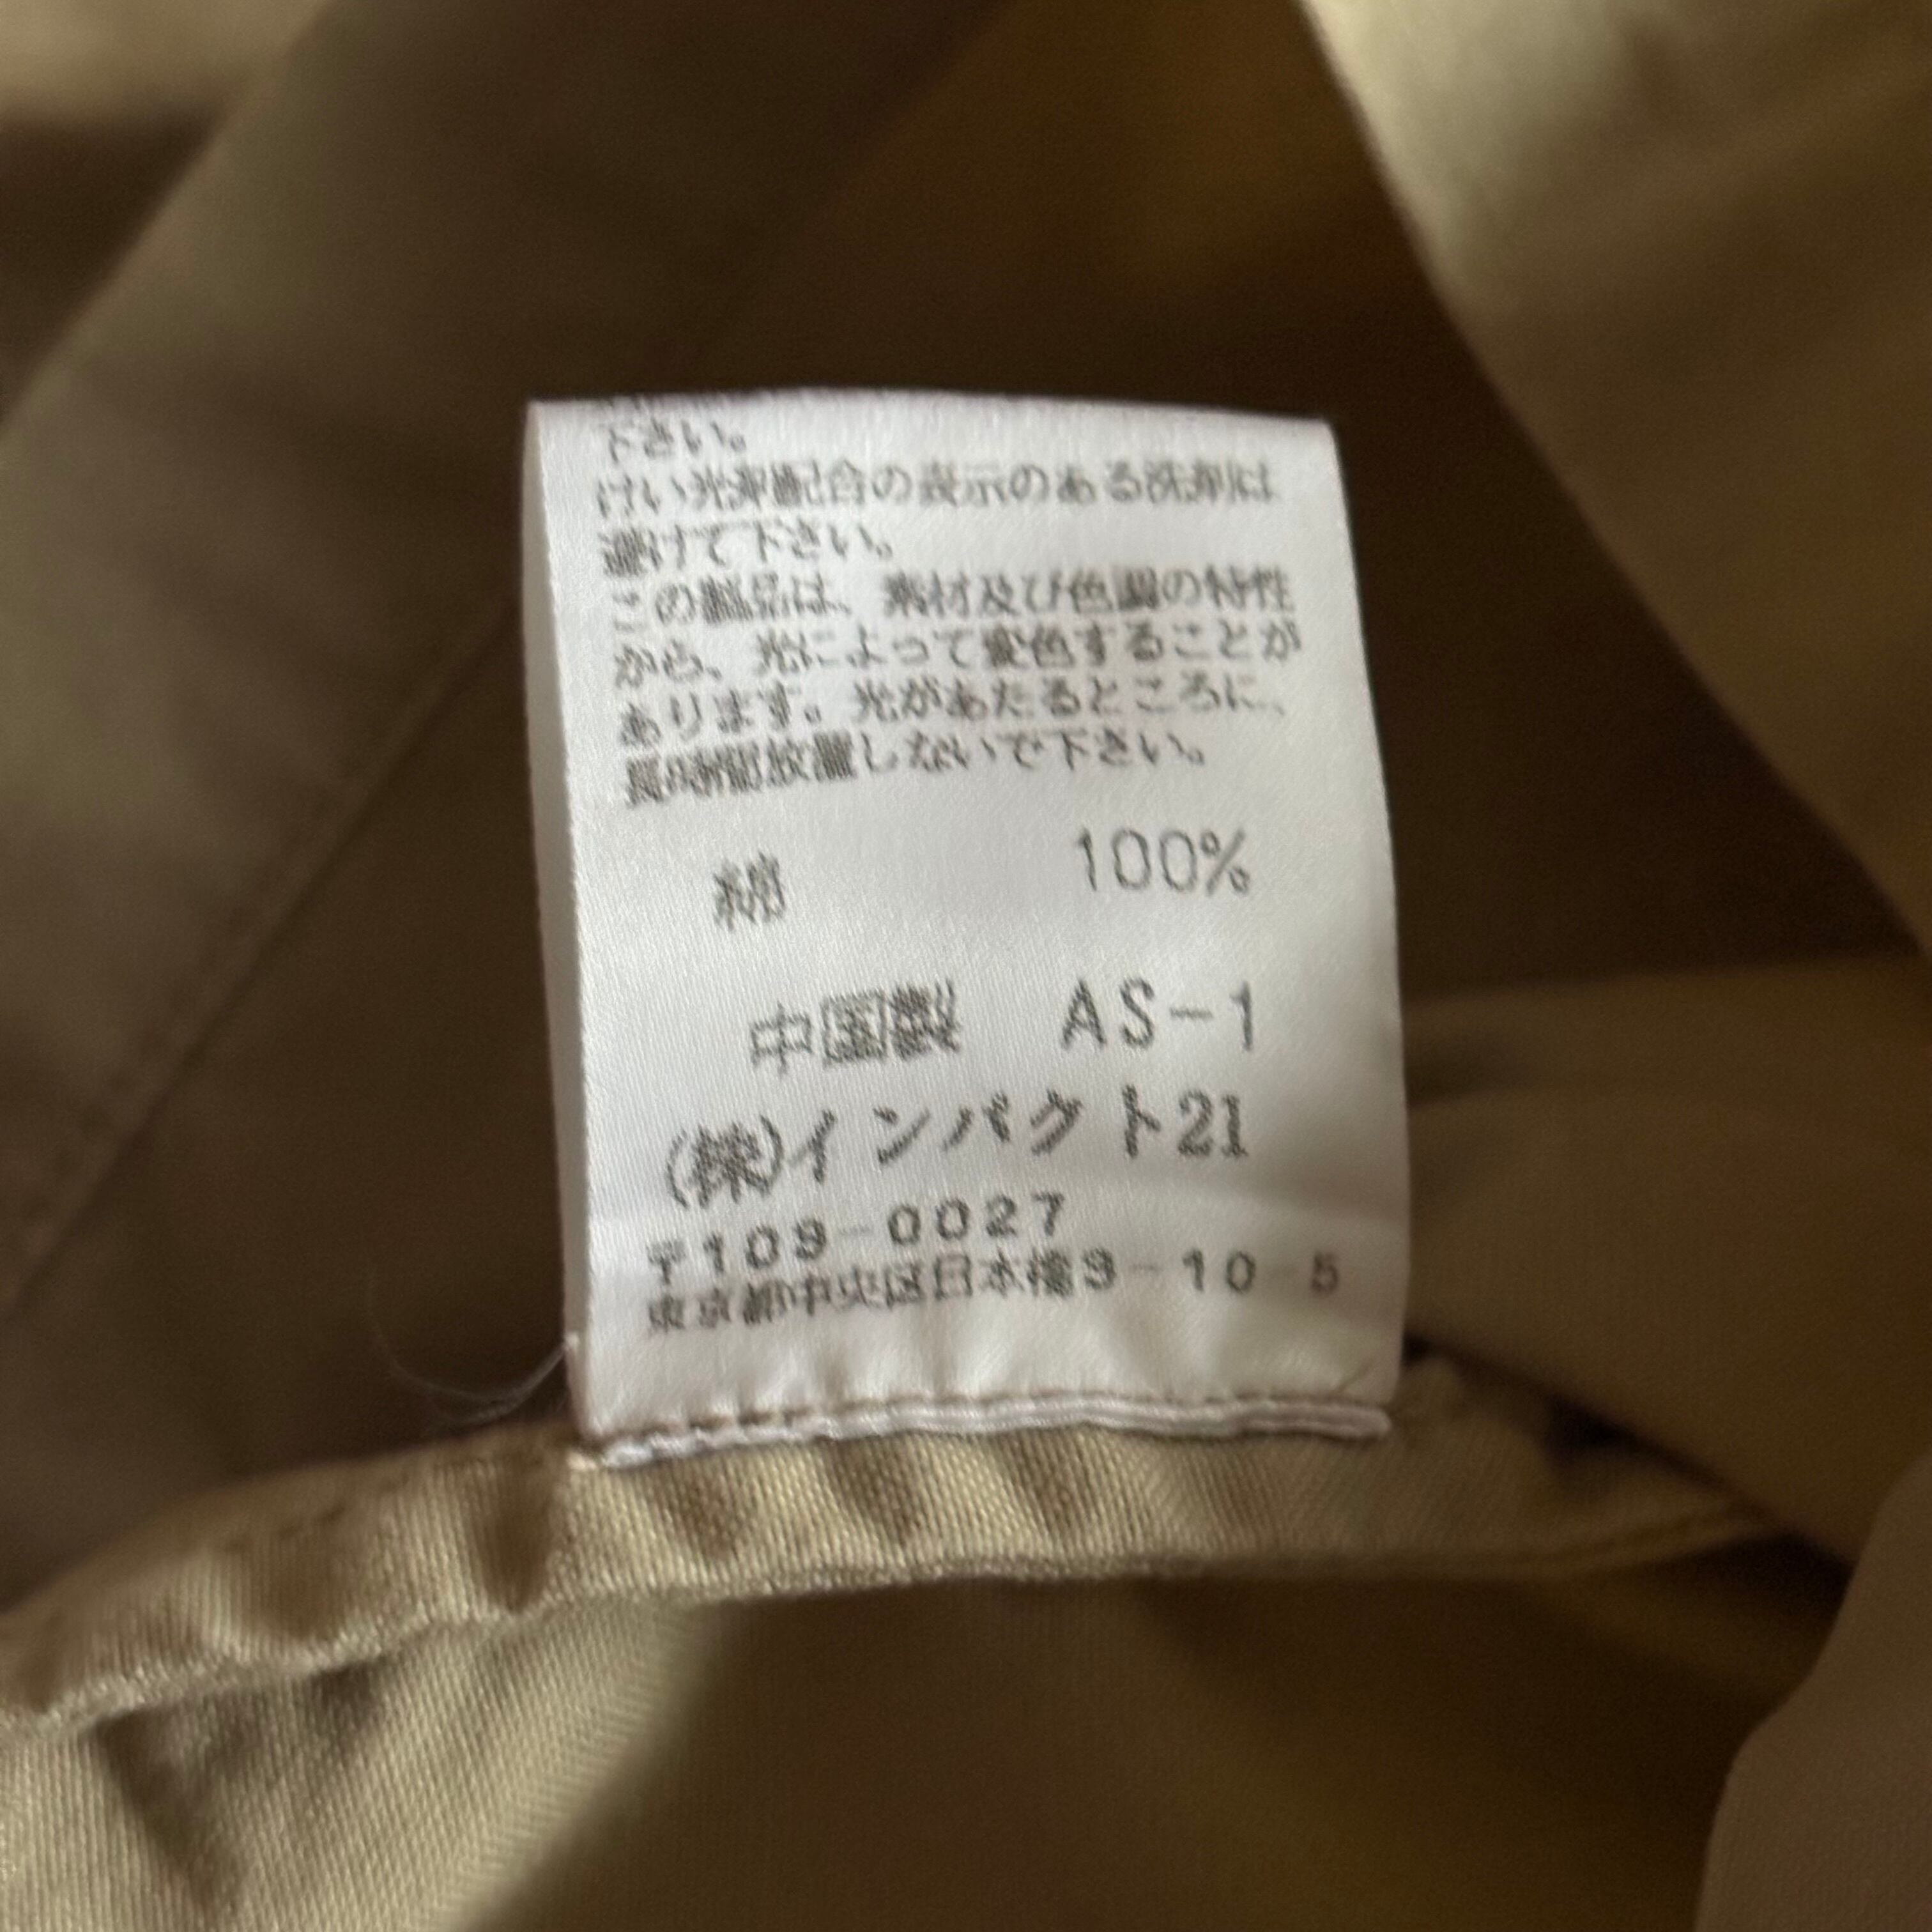 下さい。
けい光剤配合の表示のある洗剤は
避けて下さい。
この製品は、素材及び色調の特性
から、光によって変色することが
あります。光があたるところに、
長時間放置しないで下さい。
綿 100%
中国製 AS-1
(株)インパクト21
〒103-0027
東京都中央区日本橋3-10-5